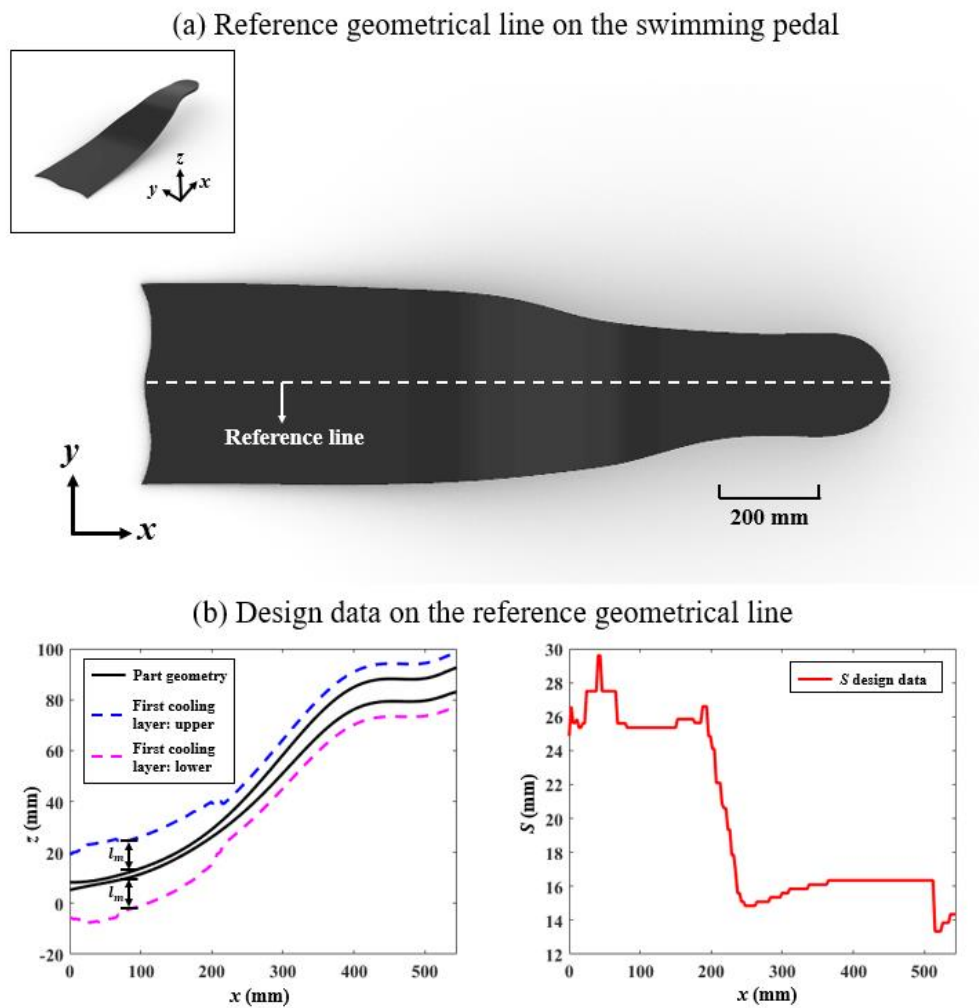 (a) Reference geometrical line on the swimming pedal
z
y
x
Reference line
y
x
200 mm
(b) Design data on the reference geometrical line
100
80
60
40
20
0
-20
z (mm)
Part geometry
First cooling
layer: upper
First cooling
layer: lower
lₘ
lₘ
0
100
200
300
400
500
x (mm)
30
28
26
24
22
20
18
16
14
12
S (mm)
S design data
0
100
200
300
400
500
x (mm)